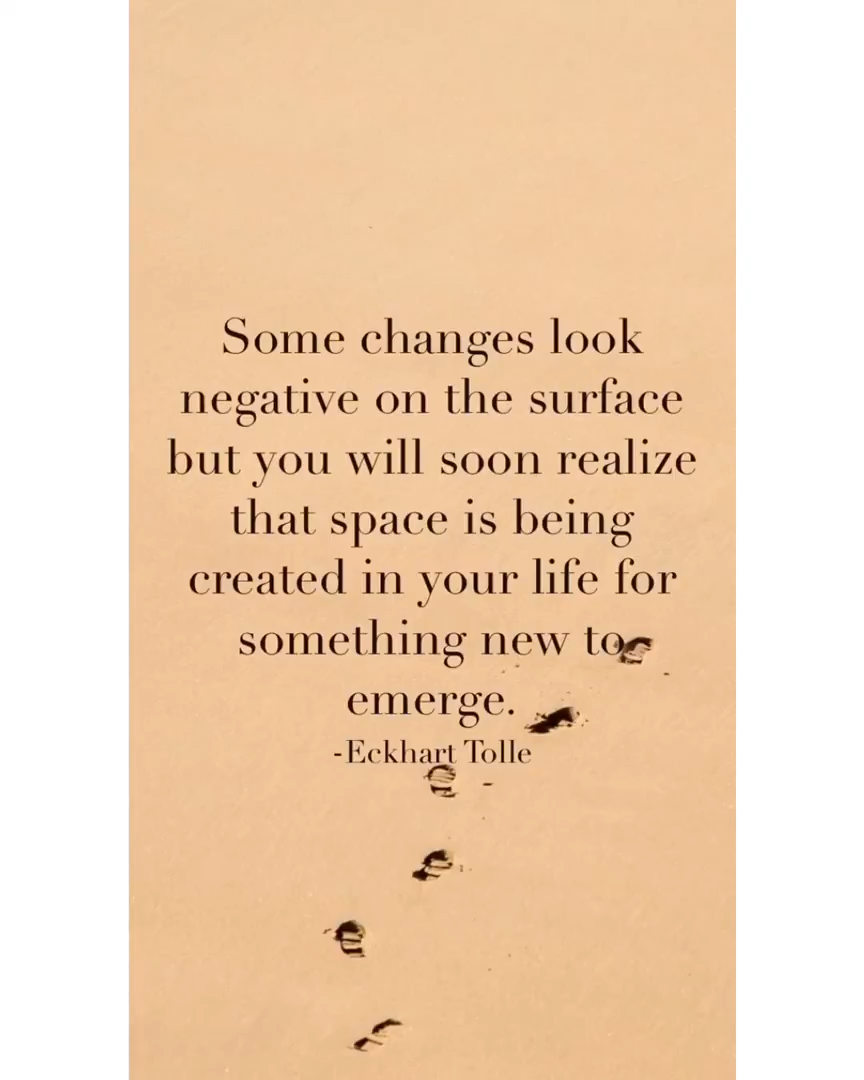 Some changes look
negative on the surface
but you will soon realize
that space is being
created in your life for
something new to
emerge.
-Eckhart Tolle